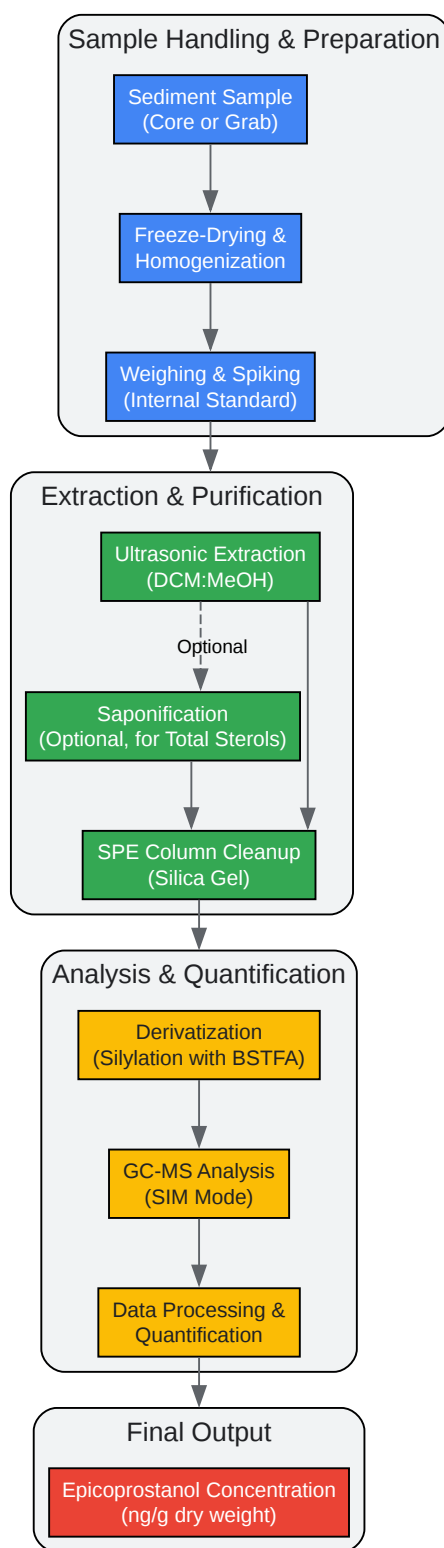 Sample Handling & Preparation
Sediment Sample
(Core or Grab)
Freeze-Drying &
Homogenization
Weighing & Spiking
(Internal Standard)
Extraction & Purification
Ultrasonic Extraction
(DCM:MeOH)
Optional
Saponification
(Optional, for Total Sterols)
SPE Column Cleanup
(Silica Gel)
Analysis & Quantification
Derivatization
(Silylation with BSTFA)
GC-MS Analysis
(SIM Mode)
Data Processing &
Quantification
Final Output
Epicoprostanol Concentration
(ng/g dry weight)